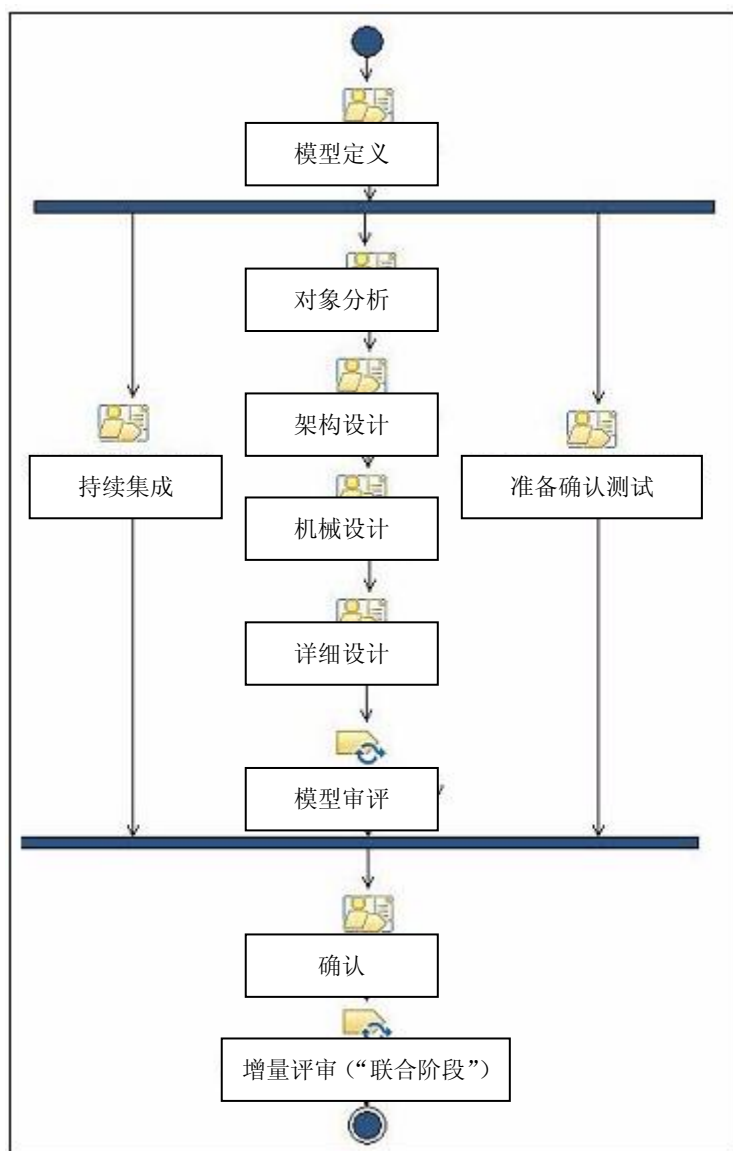 模型定义
对象分析
架构设计
持续集成
准备确认测试
机械设计
详细设计
模型审评
确认
增量评审（“联合阶段”）